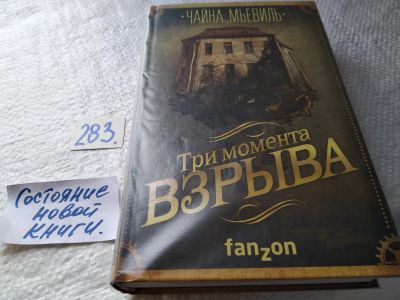 ЧАЙНА МЬЕВИЛЬ
Три момента
ВЗРЫВА
fanzon
283.
Состояние
новой
книги.